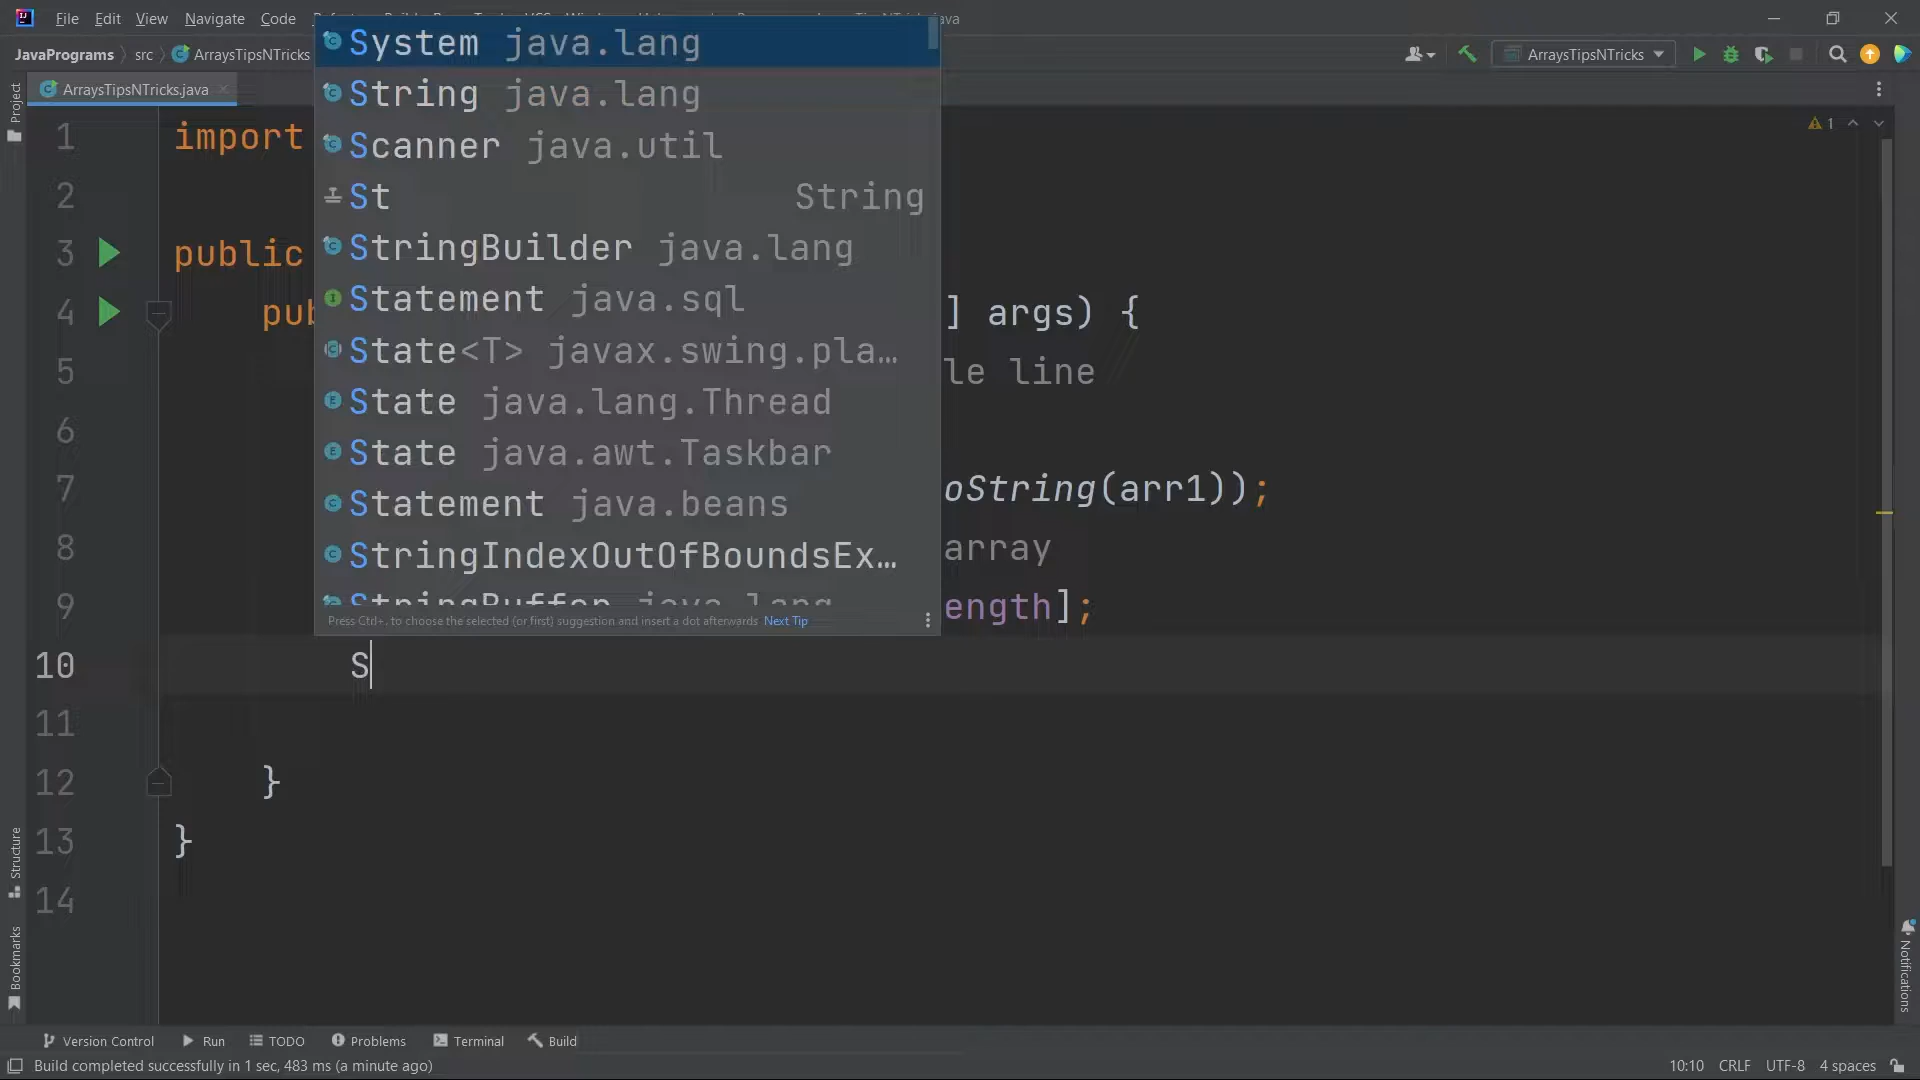 File Edit View Navigate Code
JavaPrograms src ArraysTipsNTricks
ArraysTipsNTricks
ArraysTipsNTricks.java
1
Project
Structure
Bookmarks
Notifications
1 import
2
3 public
4 pub ] args) {
5 le line
6
7 oString(arr1));
8 array
9 ength];
10 S
11
12 }
13 }
14
System java.lang
String java.lang
Scanner java.util
St String
StringBuilder java.lang
Statement java.sql
State<T> javax.swing.pla…
State java.lang.Thread
State java.awt.Taskbar
Statement java.beans
StringIndexOutOfBoundsEx…
StringBuffer java.lang
Press Ctrl+. to choose the selected (or first) suggestion and insert a dot afterwards Next Tip
Version Control Run TODO Problems Terminal Build
Build completed successfully in 1 sec, 483 ms (a minute ago)
10:10 CRLF UTF-8 4 spaces